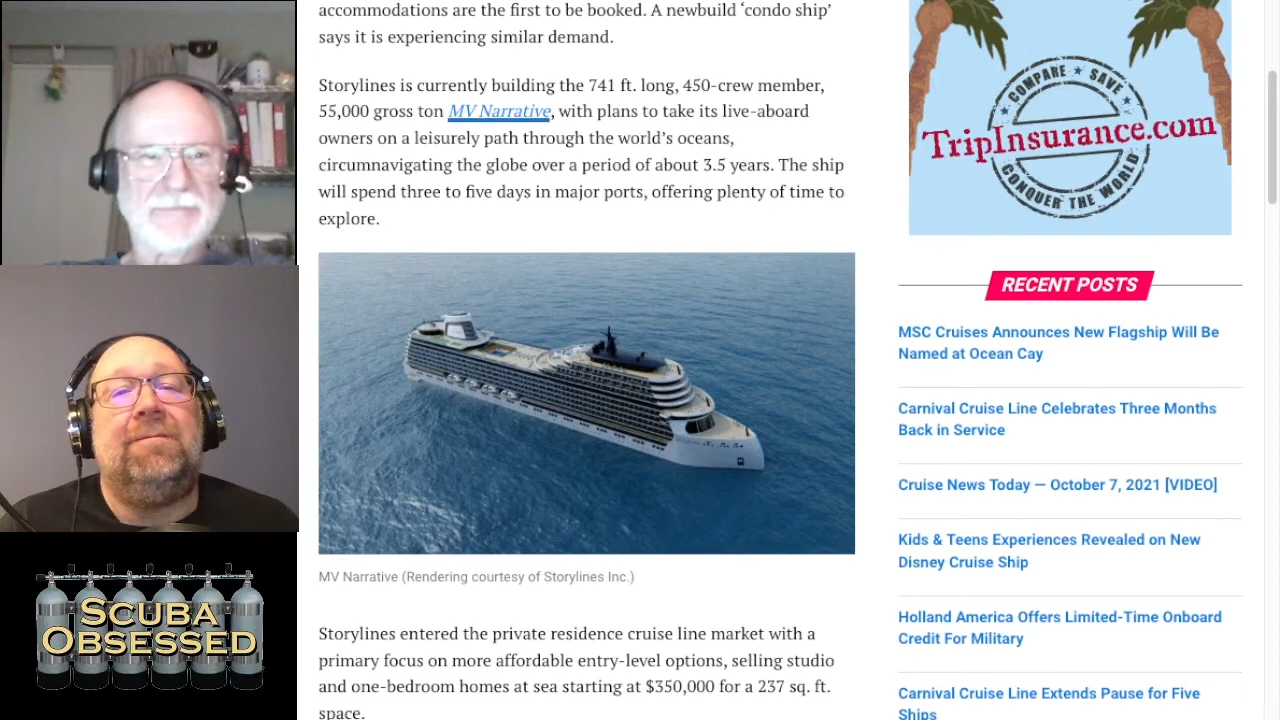 accommodations are the first to be booked. A newbuild ‘condo ship’
says it is experiencing similar demand.
Storylines is currently building the 741 ft. long, 450-crew member,
55,000 gross ton MV Narrative, with plans to take its live-aboard
owners on a leisurely path through the world’s oceans,
circumnavigating the globe over a period of about 3.5 years. The ship
will spend three to five days in major ports, offering plenty of time to
explore.
MV Narrative (Rendering courtesy of Storylines Inc.)
Storylines entered the private residence cruise line market with a
primary focus on more affordable entry-level options, selling studio
and one-bedroom homes at sea starting at $350,000 for a 237 sq. ft.
space.
COMPARE ★ SAVE
TripInsurance.com
CONQUER THE WORLD
RECENT POSTS
MSC Cruises Announces New Flagship Will Be
Named at Ocean Cay
Carnival Cruise Line Celebrates Three Months
Back in Service
Cruise News Today — October 7, 2021 [VIDEO]
Kids & Teens Experiences Revealed on New
Disney Cruise Ship
Holland America Offers Limited-Time Onboard
Credit For Military
Carnival Cruise Line Extends Pause for Five
Ships
SCUBA
OBSESSED